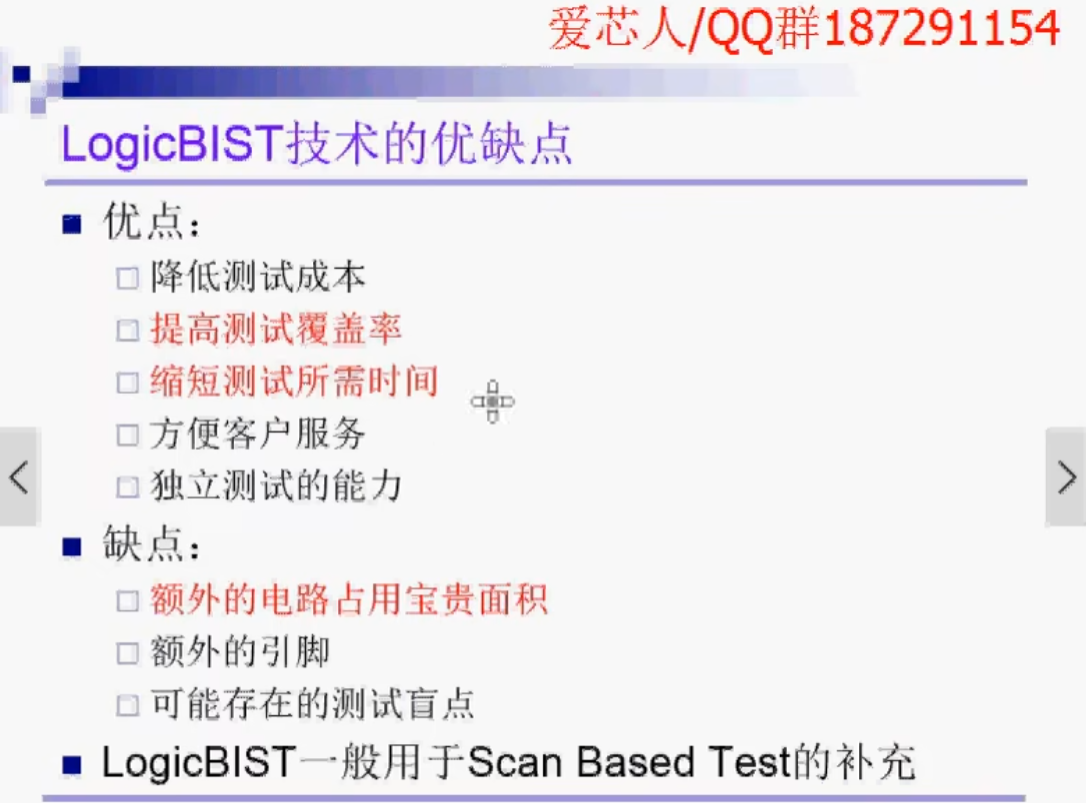 爱芯人/QQ群187291154
LogicBIST技术的优缺点
优点：
降低测试成本
提高测试覆盖率
缩短测试所需时间
方便客户服务
独立测试的能力
缺点：
额外的电路占用宝贵面积
额外的引脚
可能存在的测试盲点
LogicBIST一般用于Scan Based Test的补充